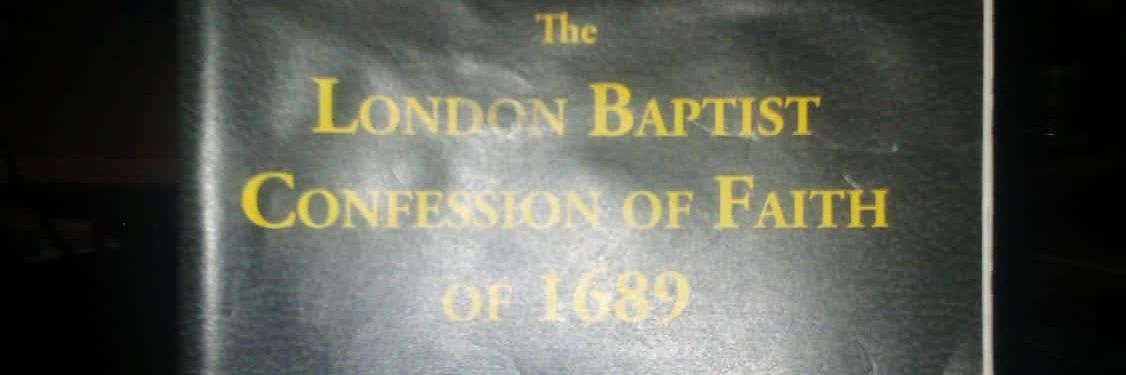 The
London Baptist
Confession of Faith
of 1689